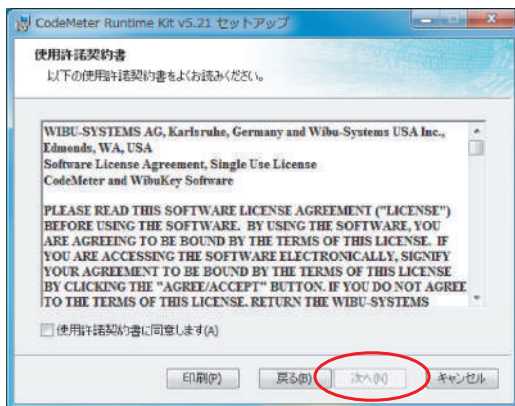 CodeMeter Runtime Kit v5.21 セットアップ
使用許諾契約書
以下の使用許諾契約書をよくお読みください。
WIBU-SYSTEMS AG, Karlsruhe, Germany and Wibu-Systems USA Inc.,
Edmonds, WA, USA
Software License Agreement, Single Use License
CodeMeter and WibuKey Software
PLEASE READ THIS SOFTWARE LICENSE AGREEMENT ("LICENSE")
BEFORE USING THE SOFTWARE. BY USING THE SOFTWARE, YOU
ARE AGREEING TO BE BOUND BY THE TERMS OF THIS LICENSE. IF
YOU ARE ACCESSING THE SOFTWARE ELECTRONICALLY, SIGNIFY
YOUR AGREEMENT TO BE BOUND BY THE TERMS OF THIS LICENSE
BY CLICKING THE "AGREE/ACCEPT" BUTTON. IF YOU DO NOT AGREE
TO THE TERMS OF THIS LICENSE, RETURN THE WIBU-SYSTEMS
使用許諾契約書に同意します(A)
印刷(P) 戻る(B) 次へ(N) キャンセル